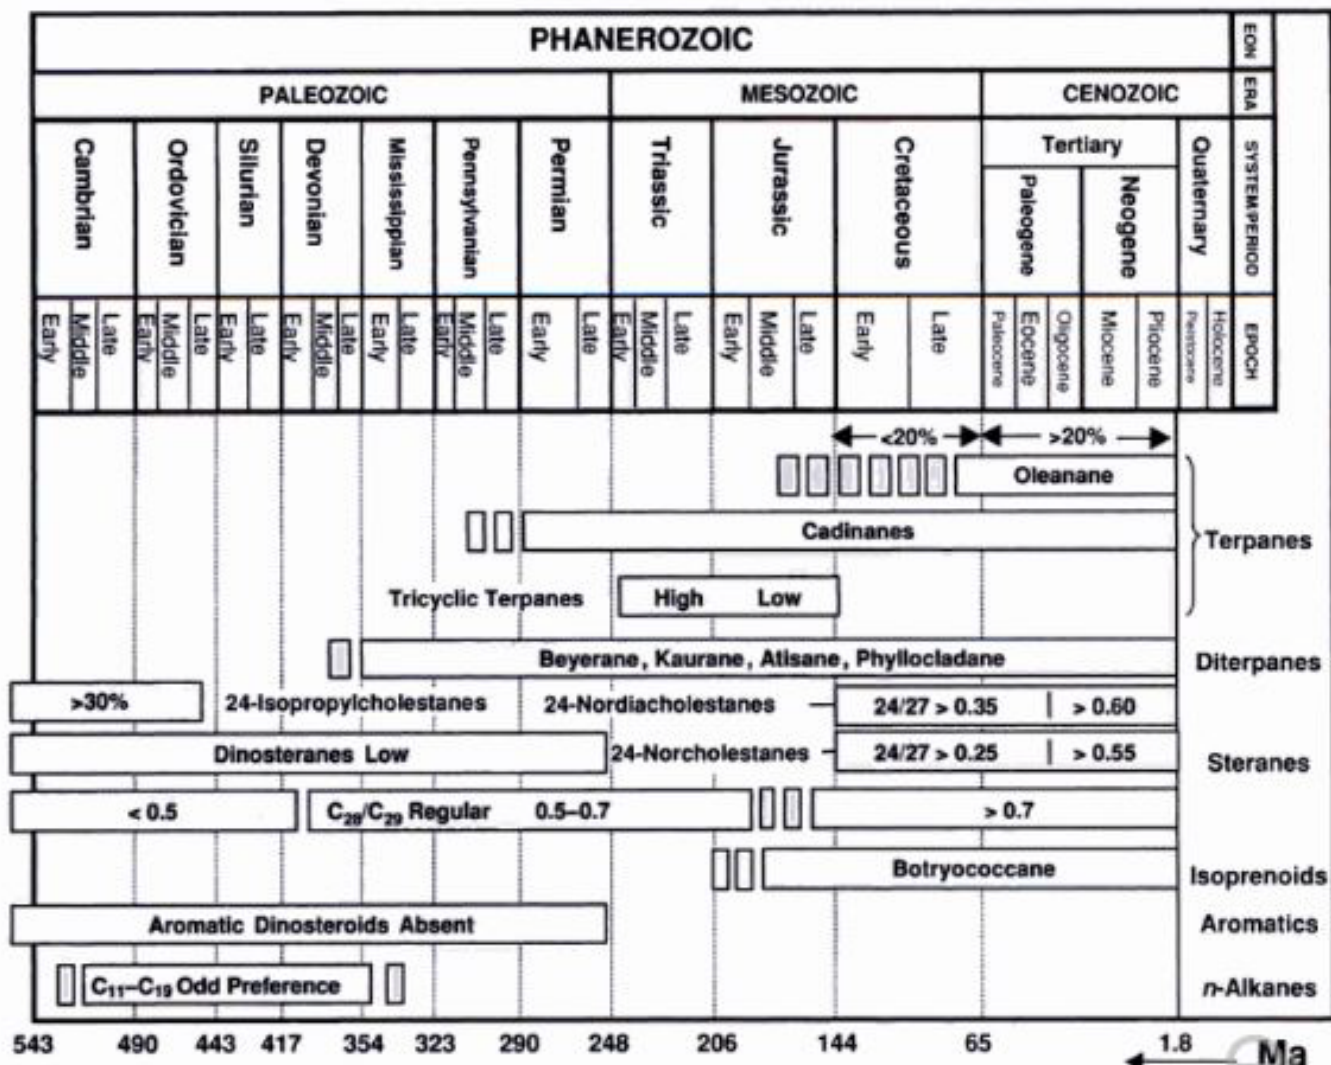 PHANEROZOIC
EON
PALEOZOIC MESOZOIC CENOZOIC
ERA
Cambrian Ordovician Silurian Devonian Mississippian Pennsylvanian Permian Triassic Jurassic Cretaceous Tertiary Quaternary
Paleogene Neogene
SYSTEM/PERIOD
Early Middle Late Early Middle Late Early Late Early Middle Late Early Late Early Middle Late Early Late Early Middle Late Early Middle Late Early Late Paleocene Eocene Oligocene Miocene Pliocene Holocene
EPOCH
<20% >20%
Oleanane
Cadinanes
Terpanes
Tricyclic Terpanes High Low
Beyerane, Kaurane, Atisane, Phyllocladane Diterpanes
>30% 24-Isopropylcholestanes 24-Nordiacholestanes 24/27 > 0.35 > 0.60
Dinosteranes Low 24-Norcholestanes 24/27 > 0.25 > 0.55 Steranes
< 0.5 C₂₈/C₂₉ Regular 0.5–0.7 > 0.7
Botryococcane Isoprenoids
Aromatic Dinosteroids Absent Aromatics
C₁₁–C₁₉ Odd Preference n-Alkanes
543 490 443 417 354 323 290 248 206 144 65 1.8 Ma